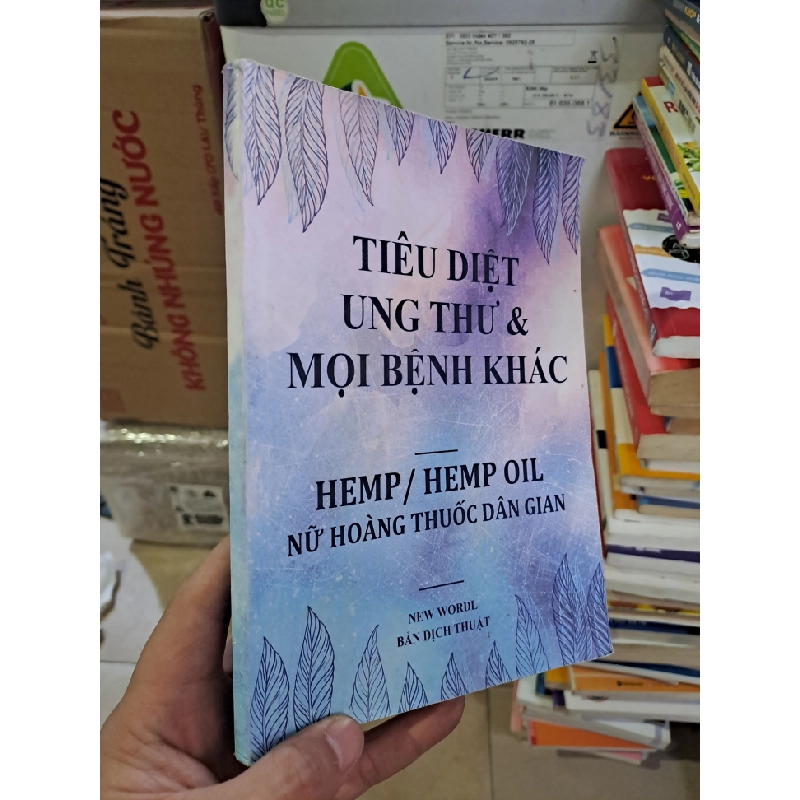 TIÊU DIỆT
UNG THƯ &
MỌI BỆNH KHÁC
HEMP/ HEMP OIL
NỮ HOÀNG THUỐC DÂN GIAN
NEW WORDL
BẢN DỊCH THUẬT
Bánh Tráng
KHÔNG NHÚNG NƯỚC